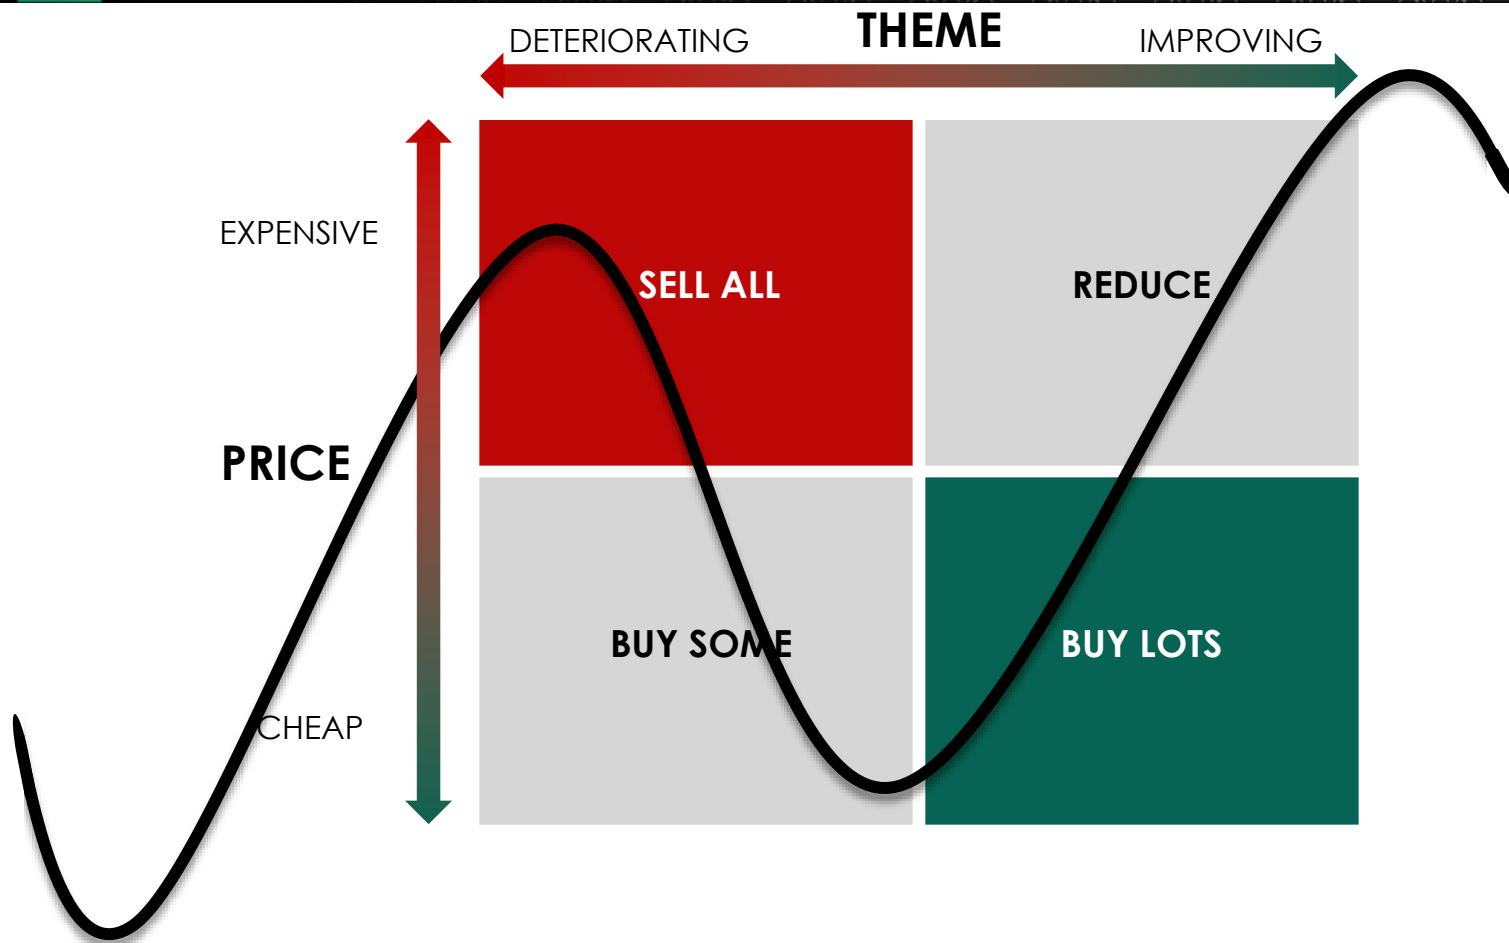 THEME
DETERIORATING
IMPROVING
EXPENSIVE
SELL ALL
REDUCE
PRICE
BUY SOME
BUY LOTS
CHEAP